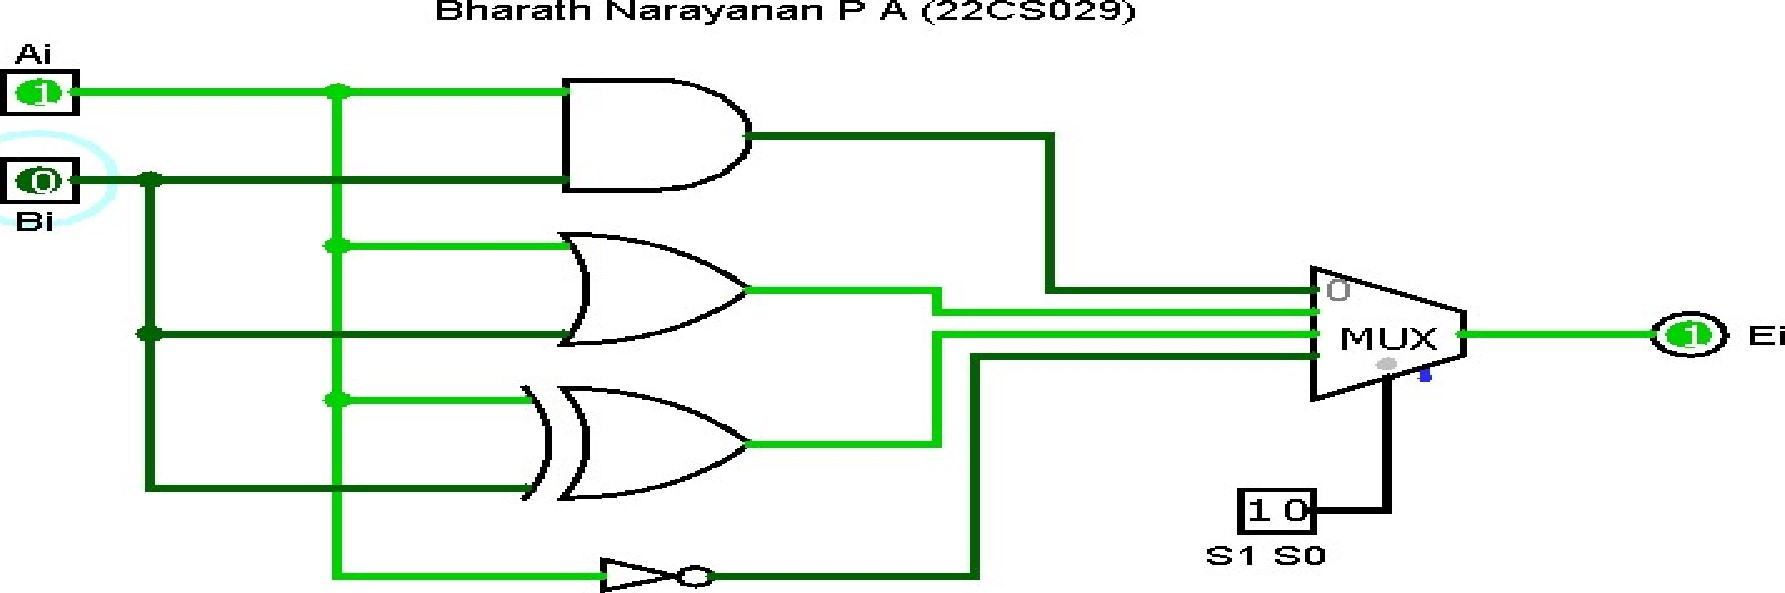 Bharath Narayanan P A (22CS029)
Ai
1
0
Bi
0
MUX
1
Ei
1 0
S1 S0